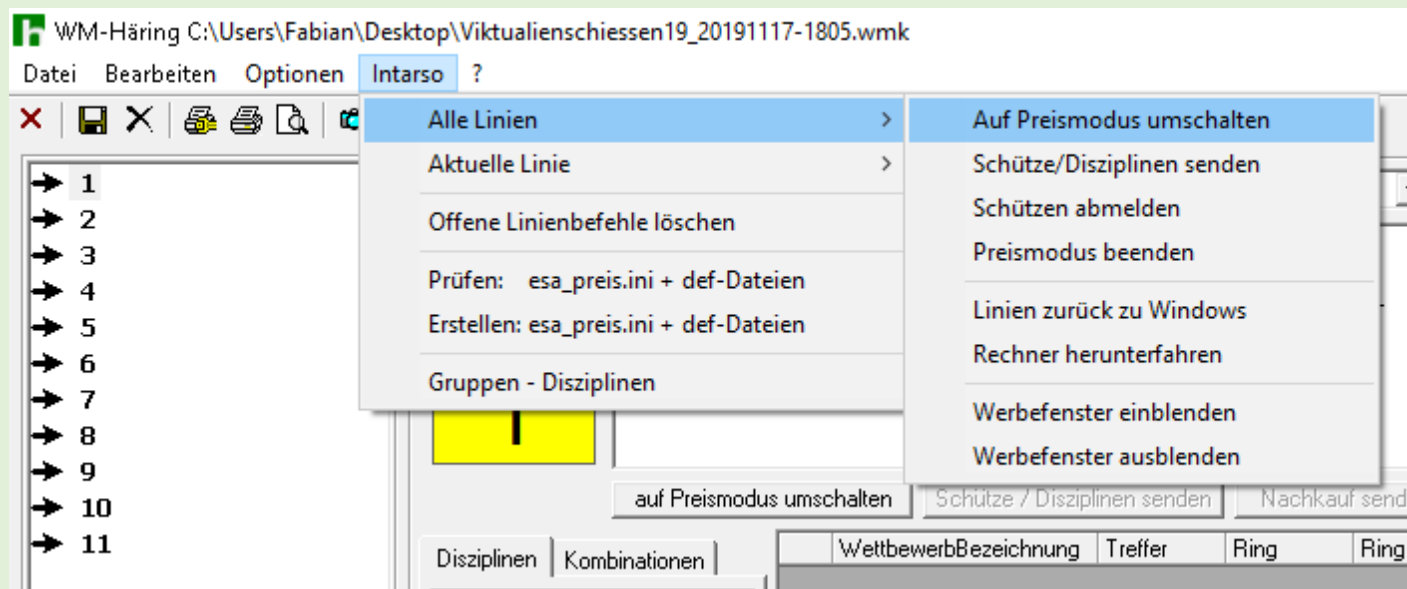 WM-Häring C:\Users\Fabian\Desktop\Viktualienschiessen19_20191117-1805.wmk
Datei Bearbeiten Optionen Intarso ?
Alle Linien
Aktuelle Linie
Offene Linienbefehle löschen
Prüfen: esa_preis.ini + def-Dateien
Erstellen: esa_preis.ini + def-Dateien
Gruppen - Disziplinen
Auf Preismodus umschalten
Schütze/Disziplinen senden
Schützen abmelden
Preismodus beenden
Linien zurück zu Windows
Rechner herunterfahren
Werbefenster einblenden
Werbefenster ausblenden
1
2
3
4
5
6
7
8
9
10
11
auf Preismodus umschalten Schütze / Disziplinen senden Nachkauf send
Disziplinen Kombinationen
WettbewerbBezeichnung Treffer Ring Ring